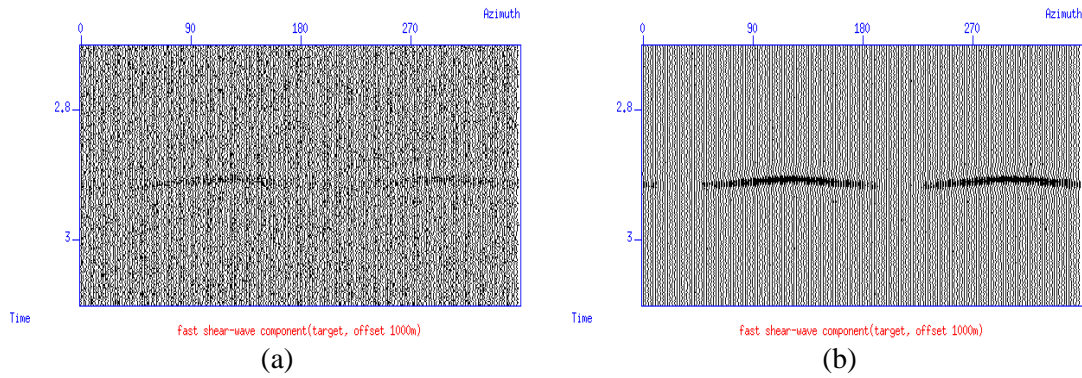 Azimuth
0 90 180 270
2.8
3
Time
fast shear-wave component(target, offset 1000m)
(a)
Azimuth
0 90 180 270
2.8
3
Time
fast shear-wave component(target, offset 1000m)
(b)